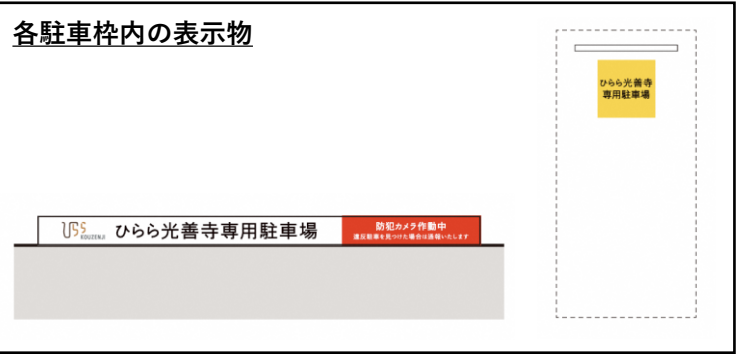 各駐車枠内の表示物
ひらら光善寺
専用駐車場
ひらら KOUZENJI ひらら光善寺専用駐車場
防犯カメラ作動中
違反駐車を見つけた場合は通報いたします